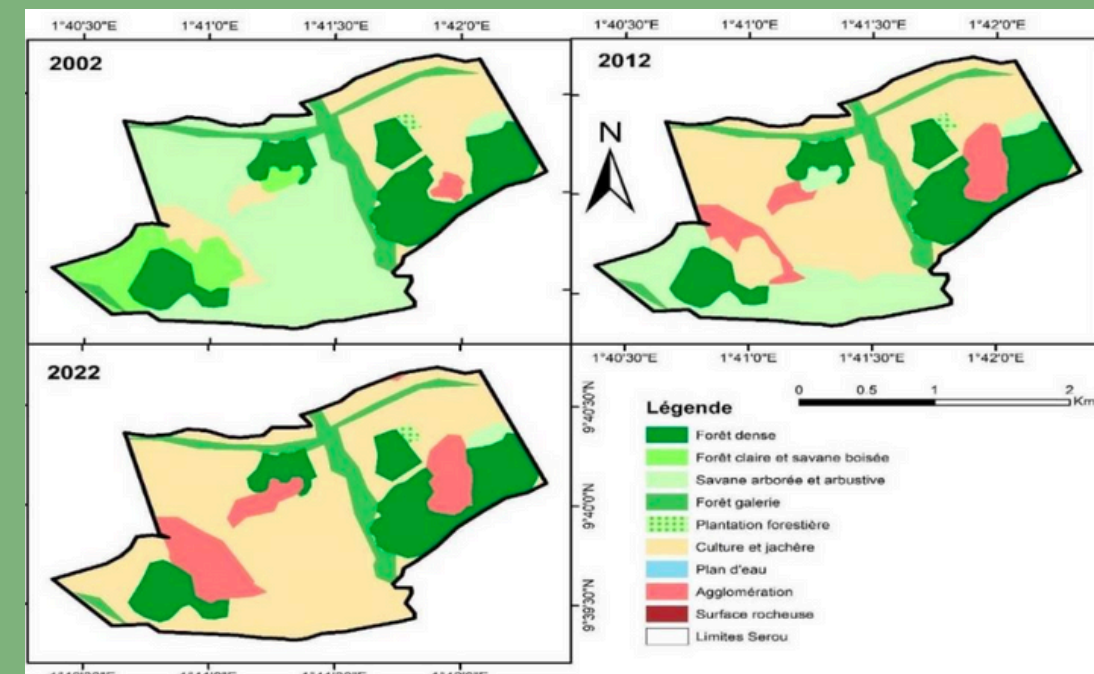 1°40'30"E 1°41'0"E 1°41'30"E 1°42'0"E 1°40'30"E 1°41'0"E 1°41'30"E 1°42'0"E
2002
2012
N
1°40'30"E 1°41'0"E 1°41'30"E 1°42'0"E
2022
0 0.5 1 2
Km
9°40'30"N
9°40'0"N
9°39'30"N
Légende
Forêt dense
Forêt claire et savane boisée
Savane arborée et arbustive
Forêt galerie
Plantation forestière
Culture et jachère
Plan d'eau
Agglomération
Surface rocheuse
Limites Serou